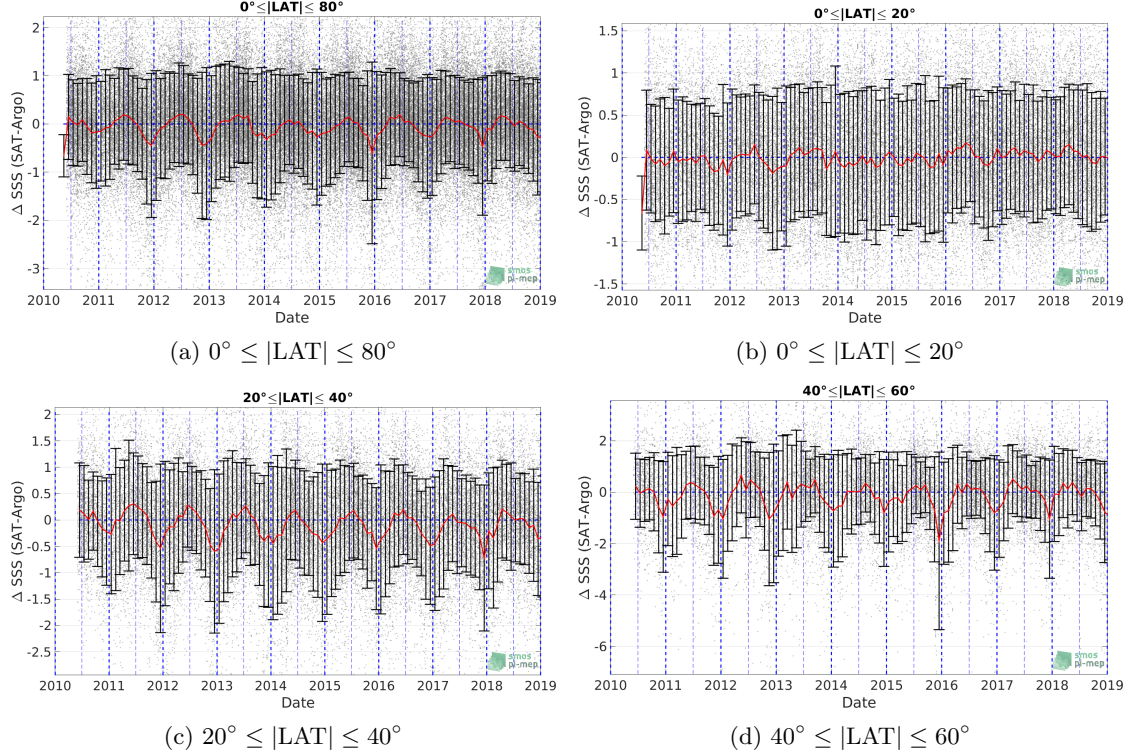 0°≤|LAT|≤ 80°
Δ SSS (SAT-Argo)
2
1
0
-1
-2
-3
2010 2011 2012 2013 2014 2015 2016 2017 2018 2019
Date
smos
pi-mep
(a) 0° ≤ |LAT| ≤ 80°
0°≤|LAT|≤ 20°
Δ SSS (SAT-Argo)
1.5
1
0.5
0
-0.5
-1
-1.5
2010 2011 2012 2013 2014 2015 2016 2017 2018 2019
Date
smos
pi-mep
(b) 0° ≤ |LAT| ≤ 20°
20°≤|LAT|≤ 40°
Δ SSS (SAT-Argo)
2
1.5
1
0.5
0
-0.5
-1
-1.5
-2
-2.5
2010 2011 2012 2013 2014 2015 2016 2017 2018 2019
Date
smos
pi-mep
(c) 20° ≤ |LAT| ≤ 40°
40°≤|LAT|≤ 60°
Δ SSS (SAT-Argo)
2
0
-2
-4
-6
2010 2011 2012 2013 2014 2015 2016 2017 2018 2019
Date
smos
pi-mep
(d) 40° ≤ |LAT| ≤ 60°